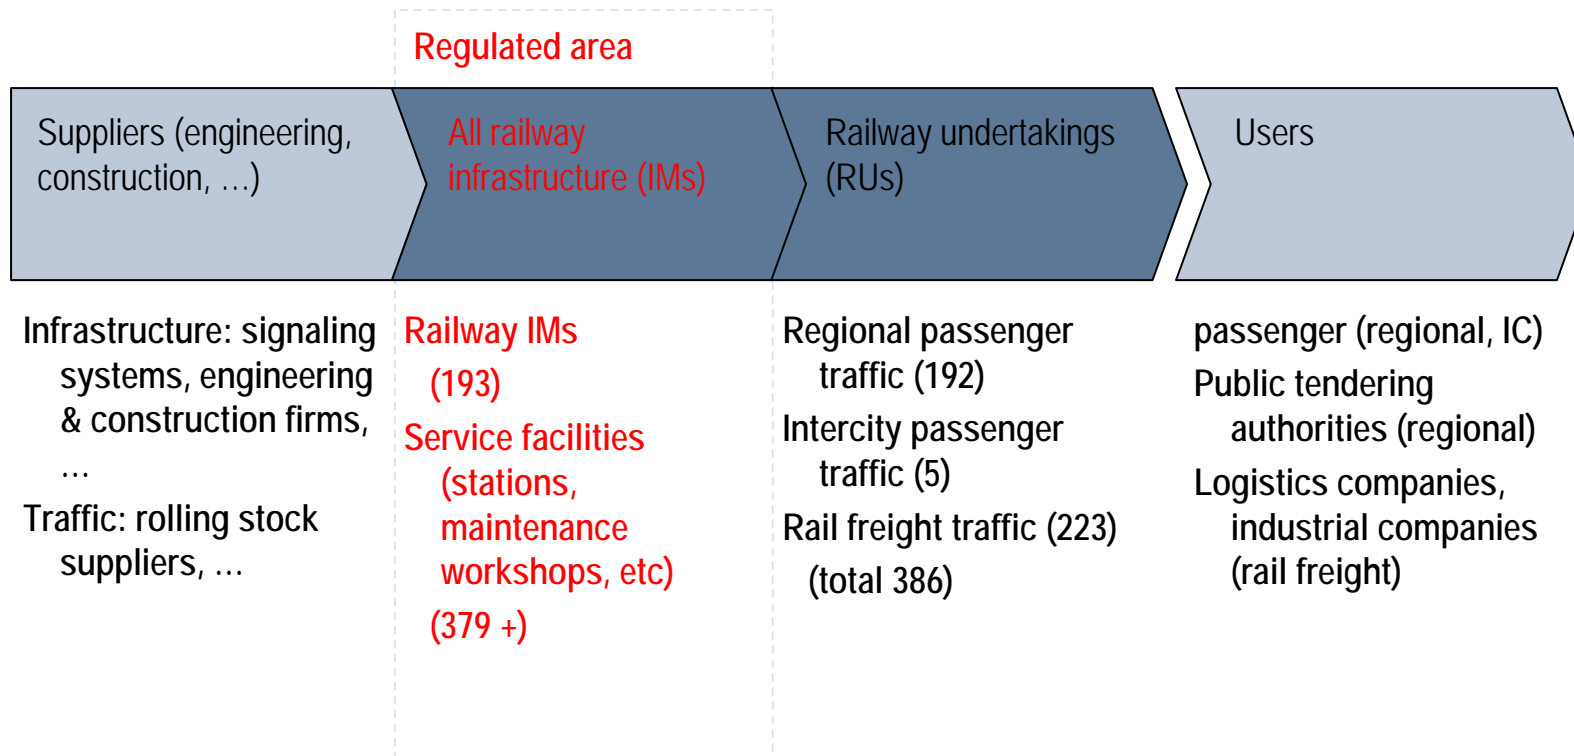 Regulated area
Suppliers (engineering,
construction, …)
All railway
infrastructure (IMs)
Railway undertakings
(RUs)
Users
Infrastructure: signaling
systems, engineering
& construction firms,
…
Traffic: rolling stock
suppliers, …
Railway IMs
(193)
Service facilities
(stations,
maintenance
workshops, etc)
(379 +)
Regional passenger
traffic (192)
Intercity passenger
traffic (5)
Rail freight traffic (223)
(total 386)
passenger (regional, IC)
Public tendering
authorities (regional)
Logistics companies,
industrial companies
(rail freight)